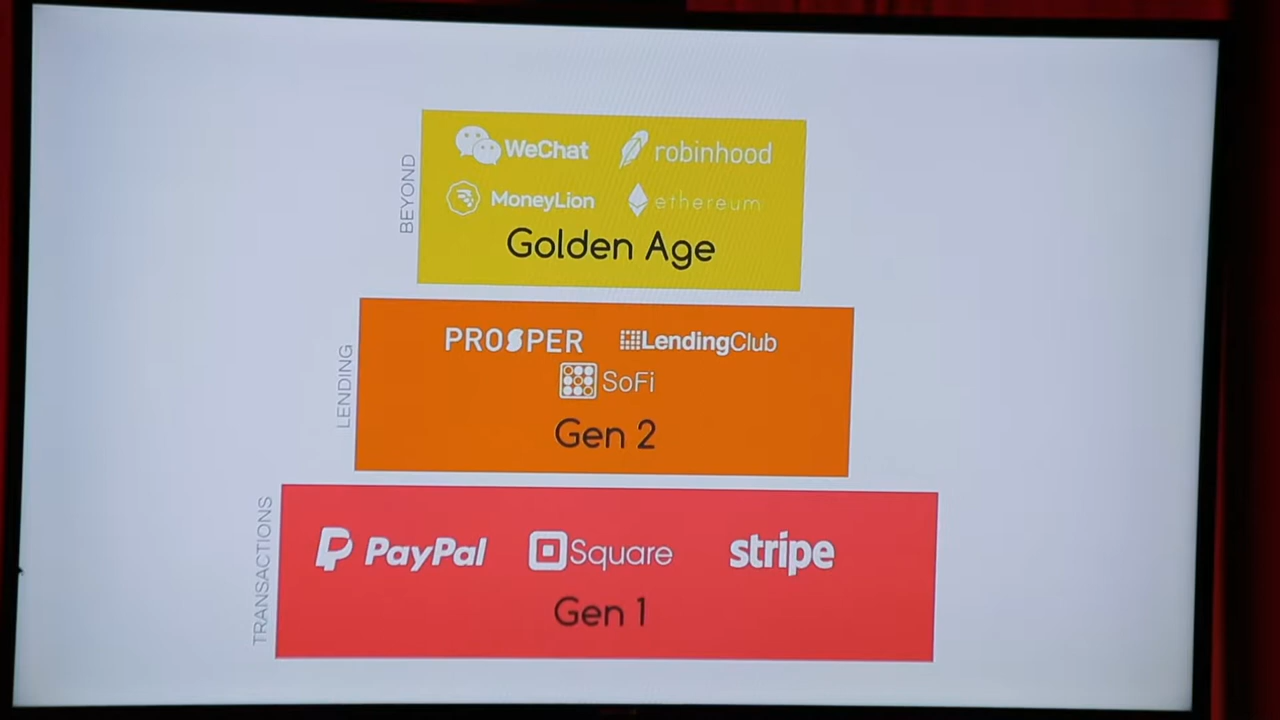 BEYOND
WeChat robinhood
MoneyLion ethereum
Golden Age
LENDING
PROSPER LendingClub
SoFi
Gen 2
TRANSACTIONS
PayPal Square stripe
Gen 1